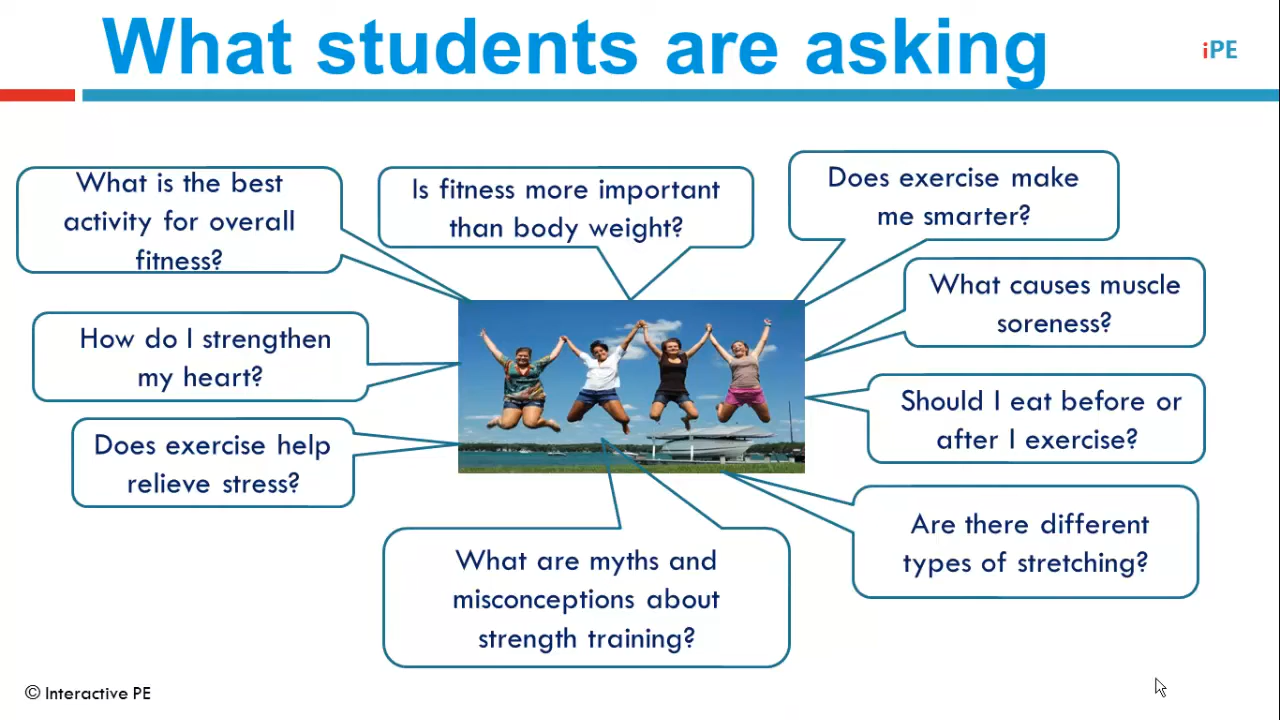 What students are asking
iPE
What is the best
activity for overall
fitness?
Is fitness more important
than body weight?
Does exercise make
me smarter?
What causes muscle
soreness?
How do I strengthen
my heart?
Should I eat before or
after I exercise?
Does exercise help
relieve stress?
Are there different
types of stretching?
What are myths and
misconceptions about
strength training?
© Interactive PE